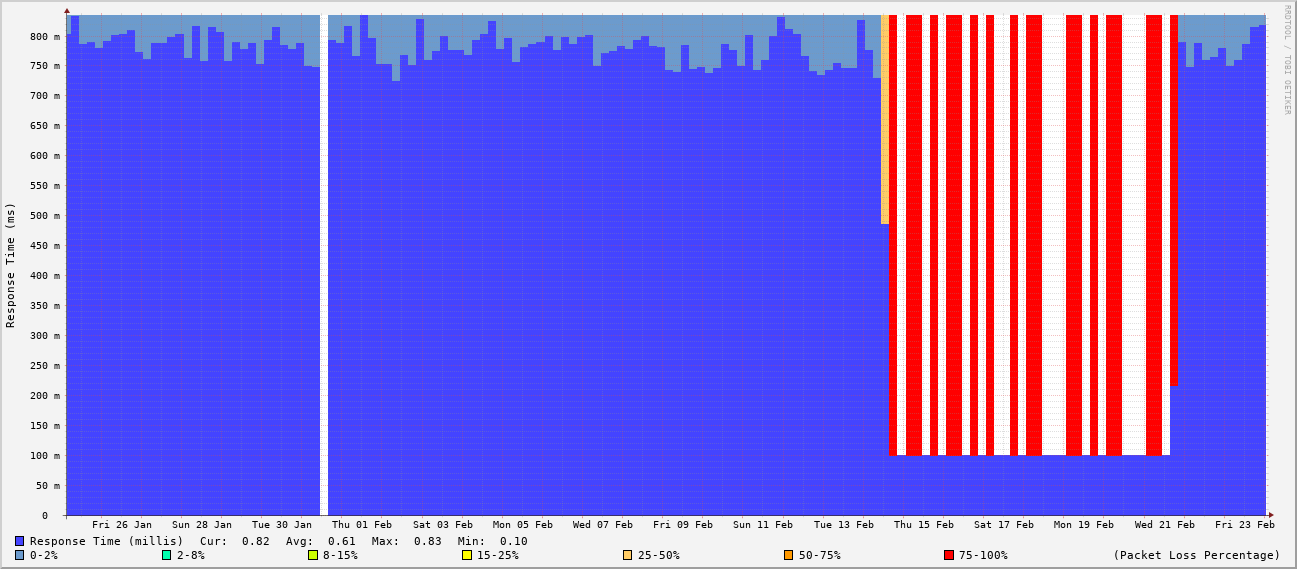 RRDTOOL / TOBI OETIKER
Response Time (ms)
800 m
750 m
700 m
650 m
600 m
550 m
500 m
450 m
400 m
350 m
300 m
250 m
200 m
150 m
100 m
50 m
0
Fri 26 Jan Sun 28 Jan Tue 30 Jan Thu 01 Feb Sat 03 Feb Mon 05 Feb Wed 07 Feb Fri 09 Feb Sun 11 Feb Tue 13 Feb Thu 15 Feb Sat 17 Feb Mon 19 Feb Wed 21 Feb Fri 23 Feb
Response Time (millis) Cur: 0.82 Avg: 0.61 Max: 0.83 Min: 0.10
0-2% 2-8% 8-15% 15-25% 25-50% 50-75% 75-100% (Packet Loss Percentage)